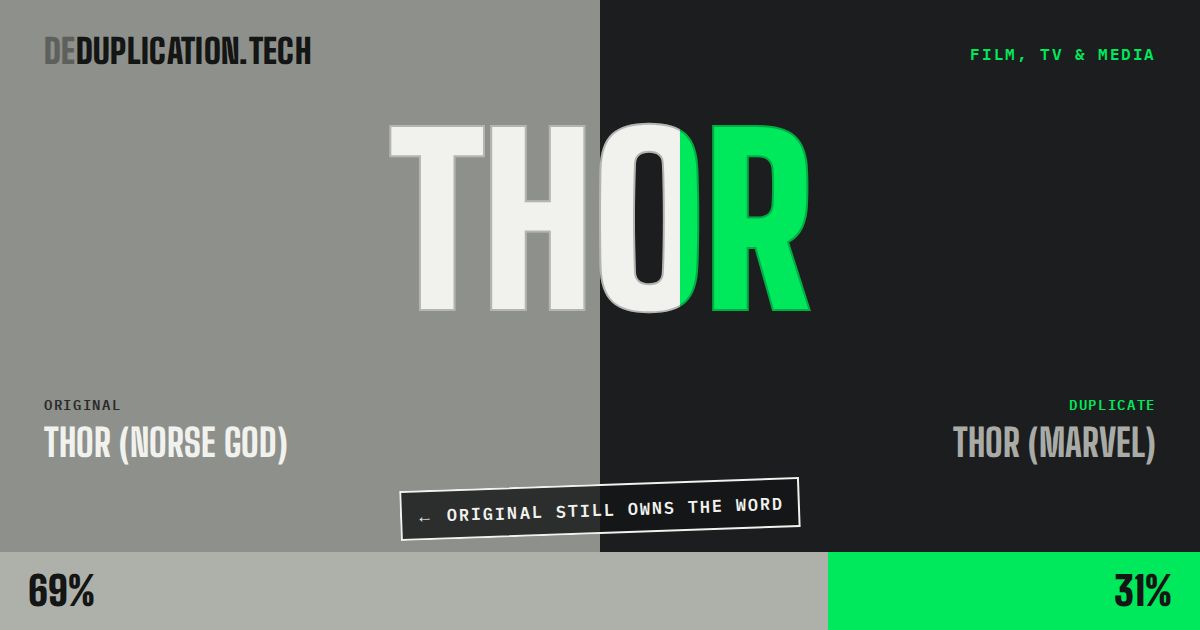 DEDUPLICATION.TECH
FILM, TV & MEDIA
THOR
ORIGINAL
THOR (NORSE GOD)
DUPLICATE
THOR (MARVEL)
← ORIGINAL STILL OWNS THE WORD
69%
31%